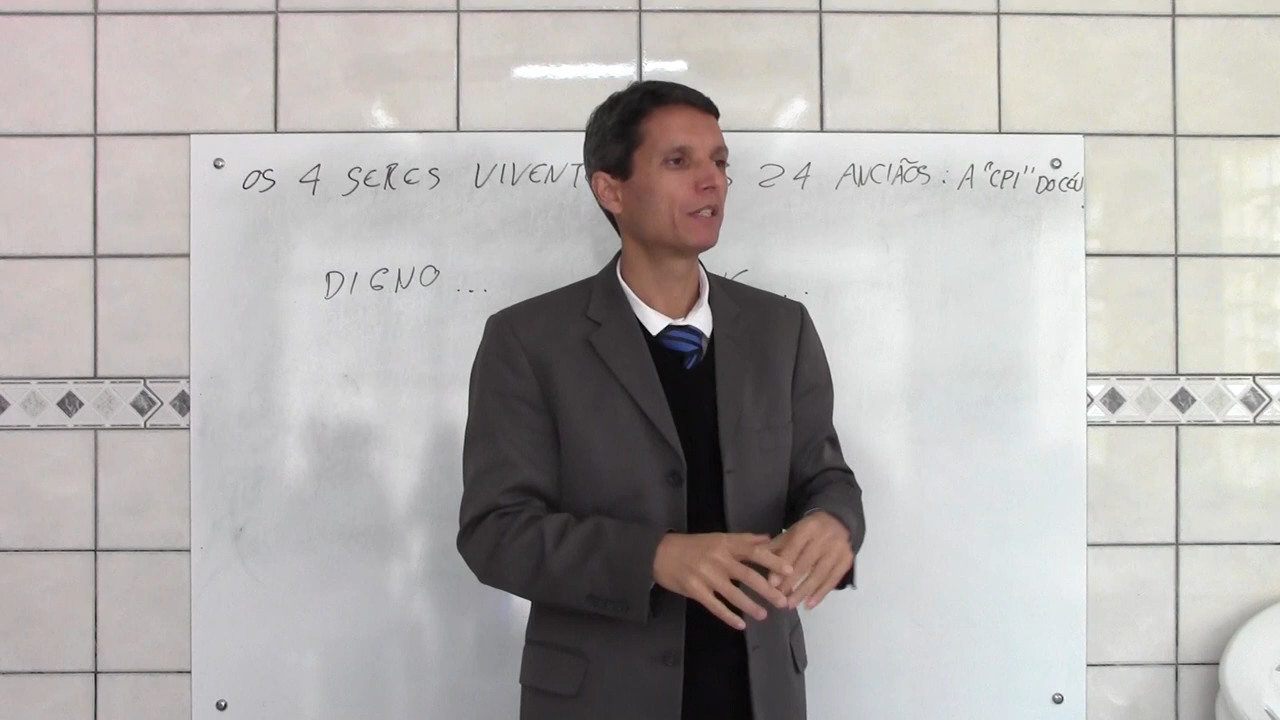 OS 4 SERES VIVENT 24 ANCIÃOS: A "CPI" DO CÉU
DIGNO ... ...